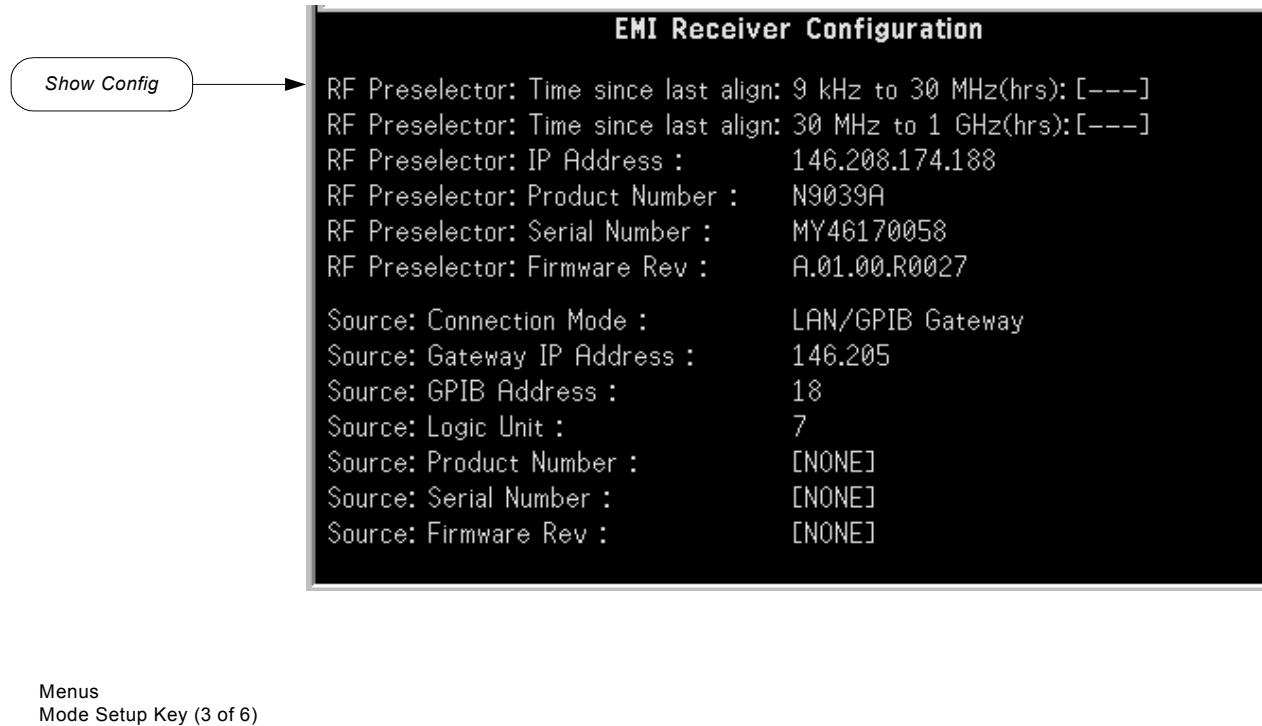 EMI Receiver Configuration
Show Config
RF Preselector: Time since last align: 9 kHz to 30 MHz(hrs): [---]
RF Preselector: Time since last align: 30 MHz to 1 GHz(hrs): [---]
RF Preselector: IP Address : 146.208.174.188
RF Preselector: Product Number : N9039A
RF Preselector: Serial Number : MY46170058
RF Preselector: Firmware Rev : A.01.00.R0027
Source: Connection Mode : LAN/GPIB Gateway
Source: Gateway IP Address : 146.205
Source: GPIB Address : 18
Source: Logic Unit : 7
Source: Product Number : [NONE]
Source: Serial Number : [NONE]
Source: Firmware Rev : [NONE]
Menus
Mode Setup Key (3 of 6)